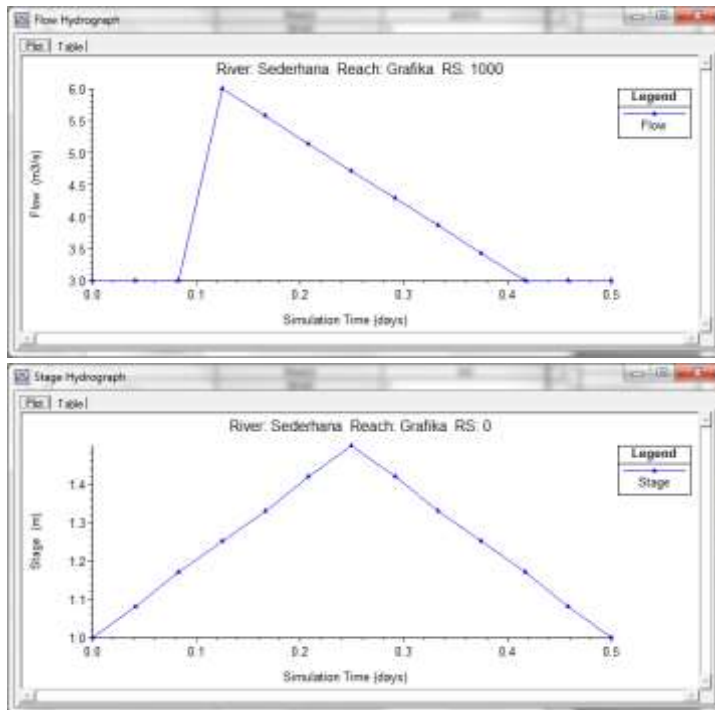 Flow Hydrograph
Plot Table
River: Sederhana Reach: Grafika RS: 1000
Legend
Flow
6.0
5.5
5.0
4.5
4.0
3.5
3.0
Flow (m3/s)
0.0 0.1 0.2 0.3 0.4 0.5
Simulation Time (days)
Stage Hydrograph
Plot Table
River: Sederhana Reach: Grafika RS: 0
Legend
Stage
1.4
1.3
1.2
1.1
1.0
Stage (m)
0.0 0.1 0.2 0.3 0.4 0.5
Simulation Time (days)